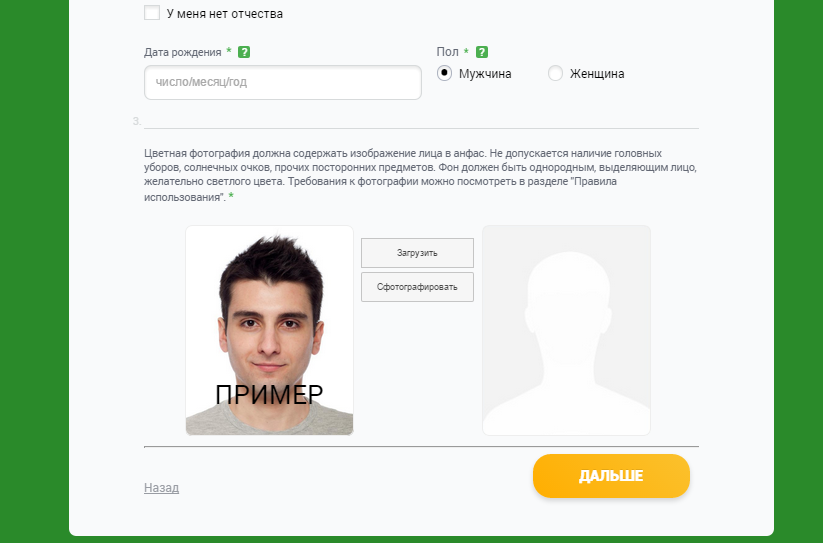 У меня нет отчества
Дата рождения * ?
Пол * ?
число/месяц/год
Мужчина
Женщина
3.
Цветная фотография должна содержать изображение лица в анфас. Не допускается наличие головных
уборов, солнечных очков, прочих посторонних предметов. Фон должен быть однородным, выделяющим лицо,
желательно светлого цвета. Требования к фотографии можно посмотреть в разделе "Правила
использования". *
Загрузить
Сфотографировать
ПРИМЕР
ДАЛЬШЕ
Назад